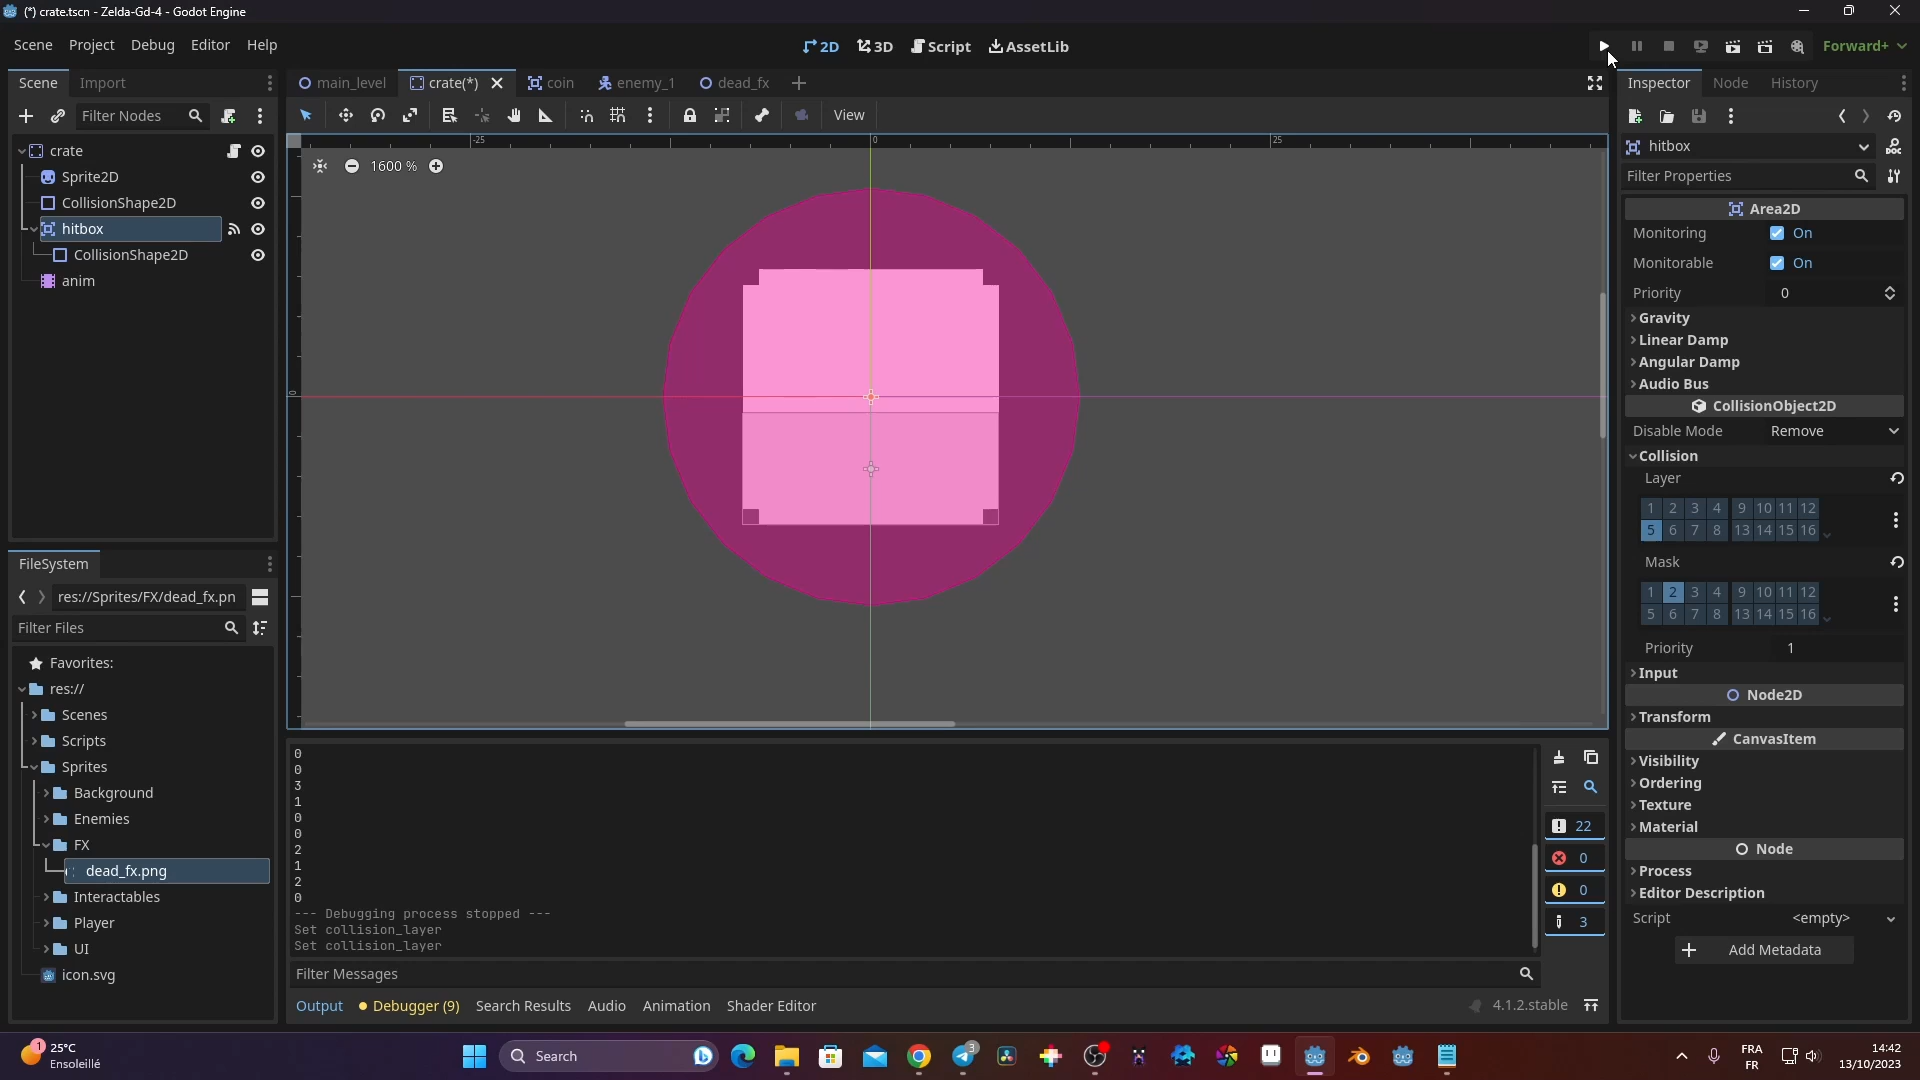 (*) crate.tscn - Zelda-Gd-4 - Godot Engine
Scene Project Debug Editor Help
2D 3D Script AssetLib
Forward+
Scene Import
main_level crate(*) coin enemy_1 dead_fx
Inspector Node History
Filter Nodes
View
hitbox
Filter Properties
crate
Sprite2D
CollisionShape2D
hitbox
CollisionShape2D
anim
-25 0 25
1600 %
0
Area2D
Monitoring On
Monitorable On
Priority 0
Gravity
Linear Damp
Angular Damp
Audio Bus
CollisionObject2D
Disable Mode Remove
Collision
Layer
1 2 3 4 9 10 11 12
5 6 7 8 13 14 15 16
Mask
1 2 3 4 9 10 11 12
5 6 7 8 13 14 15 16
Priority 1
Input
Node2D
Transform
CanvasItem
Visibility
Ordering
Texture
Material
Node
Process
Editor Description
Script <empty>
Add Metadata
FileSystem
res://Sprites/FX/dead_fx.pn
Filter Files
Favorites:
res://
Scenes
Scripts
Sprites
Background
Enemies
FX
dead_fx.png
Interactables
Player
UI
icon.svg
0
0
3
1
0
0
2
1
2
0
--- Debugging process stopped ---
Set collision_layer
Set collision_layer
22
0
0
3
Filter Messages
Output Debugger (9) Search Results Audio Animation Shader Editor
4.1.2.stable
1
25°C
Ensoleillé
Search
3
FRA
FR
14:42
13/10/2023